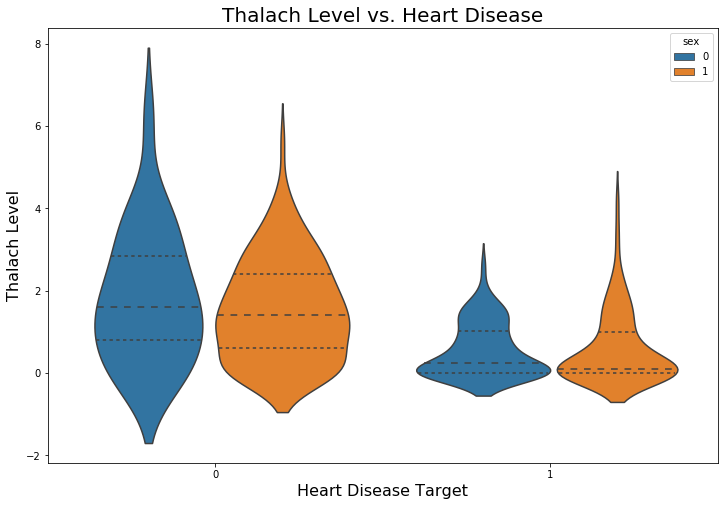 Thalach Level vs. Heart Disease
sex
0
1
Thalach Level
8
6
4
2
0
−2
0
1
Heart Disease Target